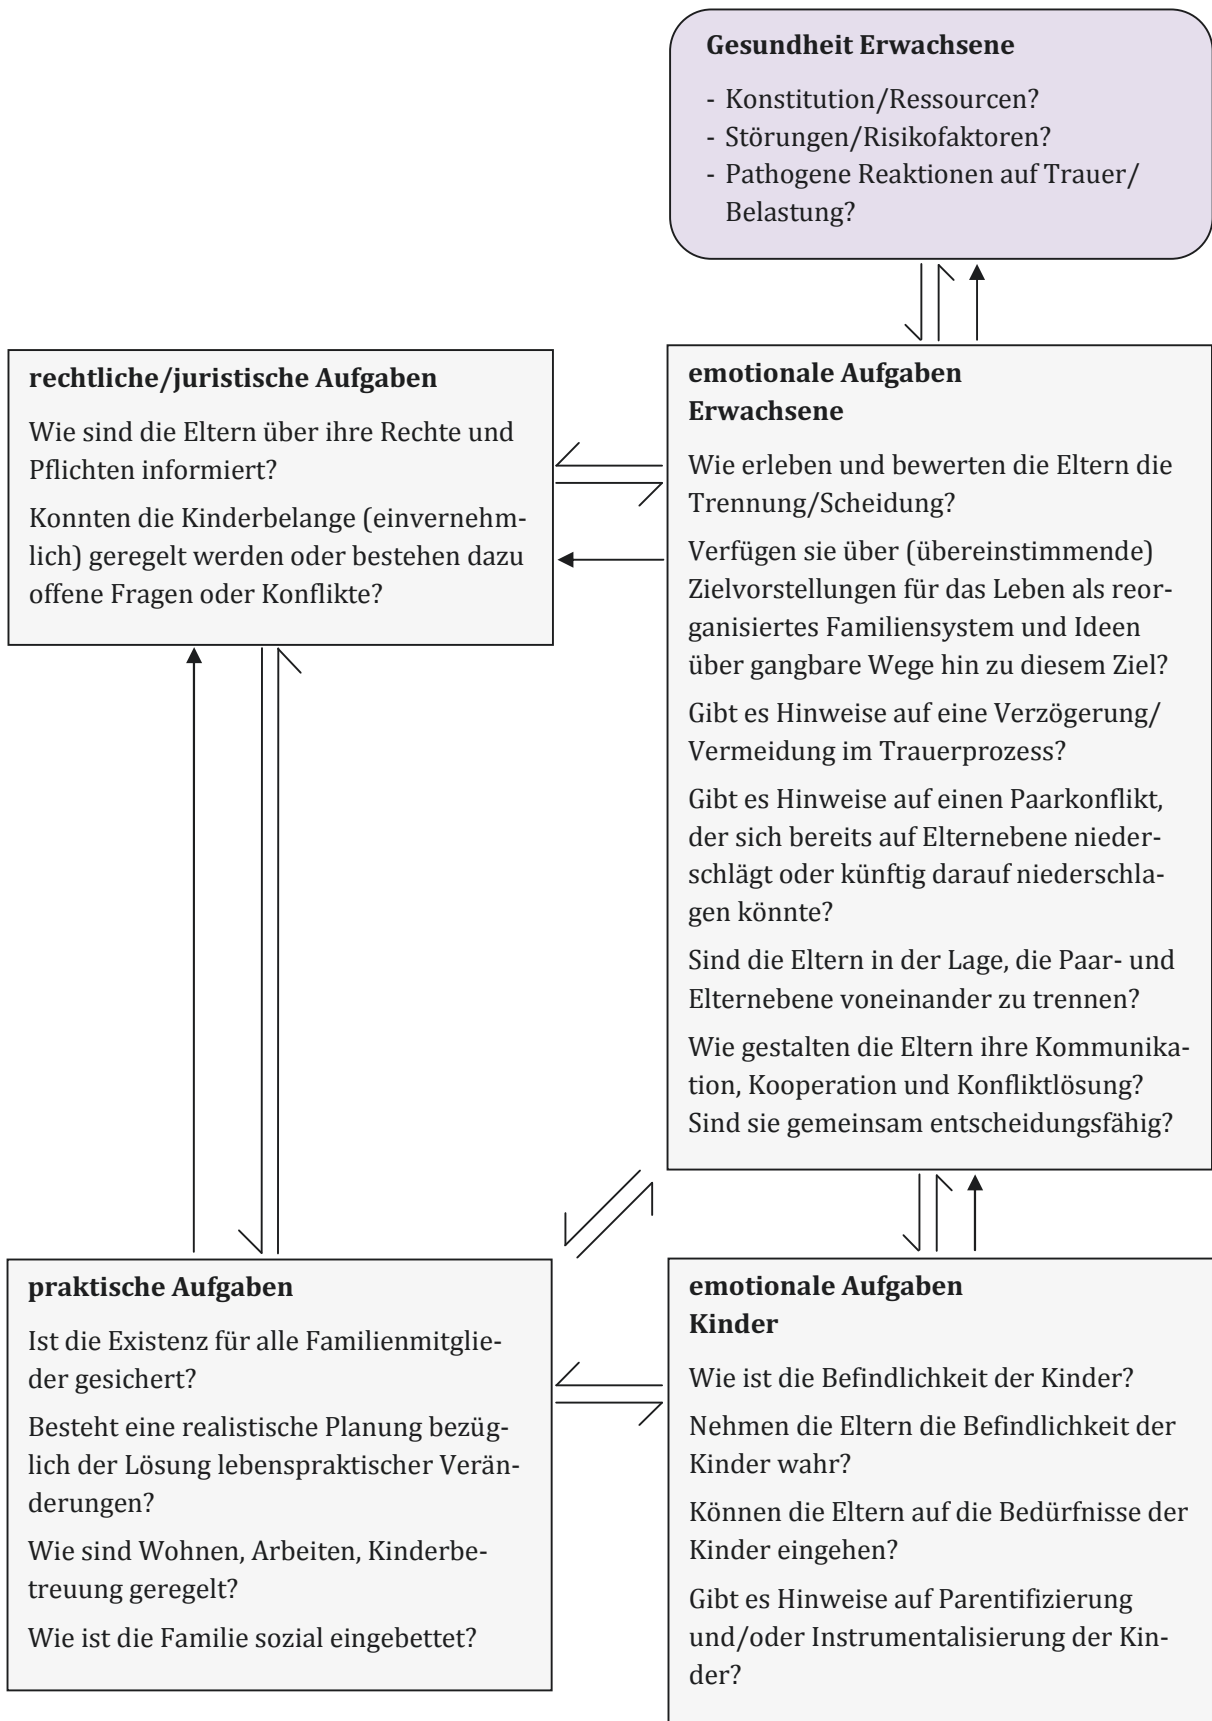 Gesundheit Erwachsene
- Konstitution/Ressourcen?
- Störungen/Risikofaktoren?
- Pathogene Reaktionen auf Trauer/
Belastung?
rechtliche/juristische Aufgaben
Wie sind die Eltern über ihre Rechte und
Pflichten informiert?
Konnten die Kinderbelange (einvernehm-
lich) geregelt werden oder bestehen dazu
offene Fragen oder Konflikte?
emotionale Aufgaben
Erwachsene
Wie erleben und bewerten die Eltern die
Trennung/Scheidung?
Verfügen sie über (übereinstimmende)
Zielvorstellungen für das Leben als reor-
ganisiertes Familiensystem und Ideen
über gangbare Wege hin zu diesem Ziel?
Gibt es Hinweise auf eine Verzögerung/
Vermeidung im Trauerprozess?
Gibt es Hinweise auf einen Paarkonflikt,
der sich bereits auf Elternebene nieder-
schlägt oder künftig darauf niederschla-
gen könnte?
Sind die Eltern in der Lage, die Paar- und
Elternebene voneinander zu trennen?
Wie gestalten die Eltern ihre Kommunika-
tion, Kooperation und Konfliktlösung?
Sind sie gemeinsam entscheidungsfähig?
praktische Aufgaben
Ist die Existenz für alle Familienmitglie-
der gesichert?
Besteht eine realistische Planung bezüg-
lich der Lösung lebenspraktischer Verän-
derungen?
Wie sind Wohnen, Arbeiten, Kinderbe-
treuung geregelt?
Wie ist die Familie sozial eingebettet?
emotionale Aufgaben
Kinder
Wie ist die Befindlichkeit der Kinder?
Nehmen die Eltern die Befindlichkeit der
Kinder wahr?
Können die Eltern auf die Bedürfnisse der
Kinder eingehen?
Gibt es Hinweise auf Parentifizierung
und/oder Instrumentalisierung der Kin-
der?